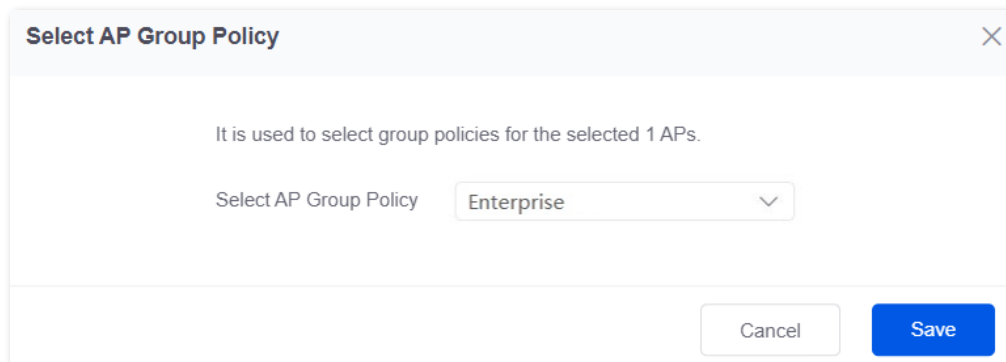 Select AP Group Policy
It is used to select group policies for the selected 1 APs.
Select AP Group Policy Enterprise
Cancel Save